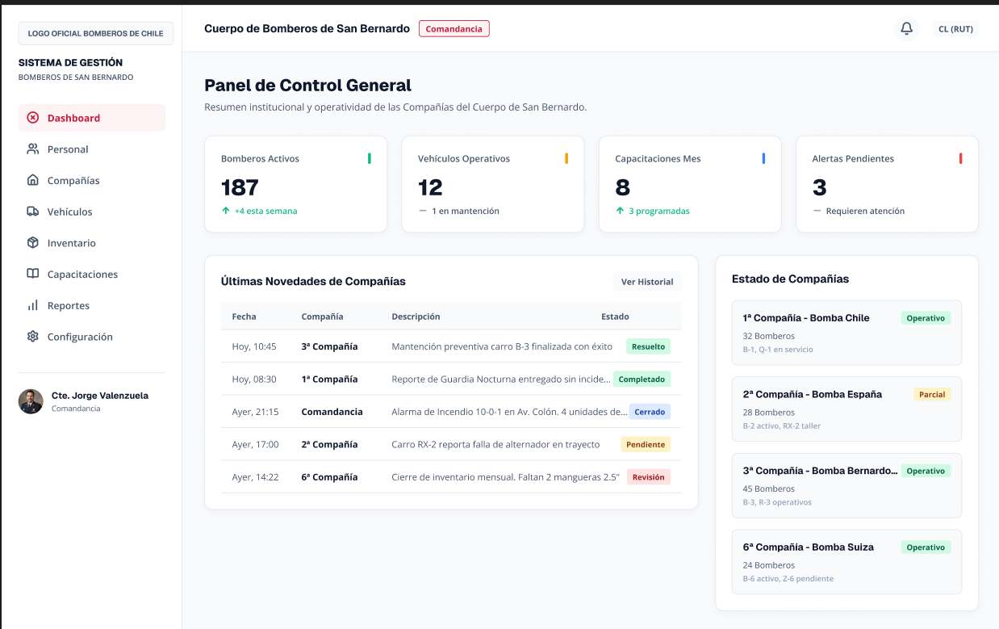 LOGO OFICIAL BOMBEROS DE CHILE
SISTEMA DE GESTIÓN
BOMBEROS DE SAN BERNARDO
Dashboard
Personal
Compañías
Vehículos
Inventario
Capacitaciones
Reportes
Configuración
Cte. Jorge Valenzuela
Comandancia
Cuerpo de Bomberos de San Bernardo Comandancia
CL (RUT)
Panel de Control General
Resumen institucional y operatividad de las Compañías del Cuerpo de San Bernardo.
Bomberos Activos
187
+4 esta semana
Vehículos Operativos
12
1 en mantención
Capacitaciones Mes
8
3 programadas
Alertas Pendientes
3
Requieren atención
Últimas Novedades de Compañías Ver Historial
Fecha Compañía Descripción Estado
Hoy, 10:45 3ª Compañía Mantención preventiva carro B-3 finalizada con éxito Resuelto
Hoy, 08:30 1ª Compañía Reporte de Guardia Nocturna entregado sin incide... Completado
Ayer, 21:15 Comandancia Alarma de Incendio 10-0-1 en Av. Colón. 4 unidades de... Cerrado
Ayer, 17:00 2ª Compañía Carro RX-2 reporta falla de alternador en trayecto Pendiente
Ayer, 14:22 6ª Compañía Cierre de inventario mensual. Faltan 2 mangueras 2.5" Revisión
Estado de Compañías
1ª Compañía - Bomba Chile Operativo
32 Bomberos
B-1, Q-1 en servicio
2ª Compañía - Bomba España Parcial
28 Bomberos
B-2 activo, RX-2 taller
3ª Compañía - Bomba Bernardo... Operativo
45 Bomberos
B-3, R-3 operativos
6ª Compañía - Bomba Suiza Operativo
24 Bomberos
B-6 activo, Z-6 pendiente